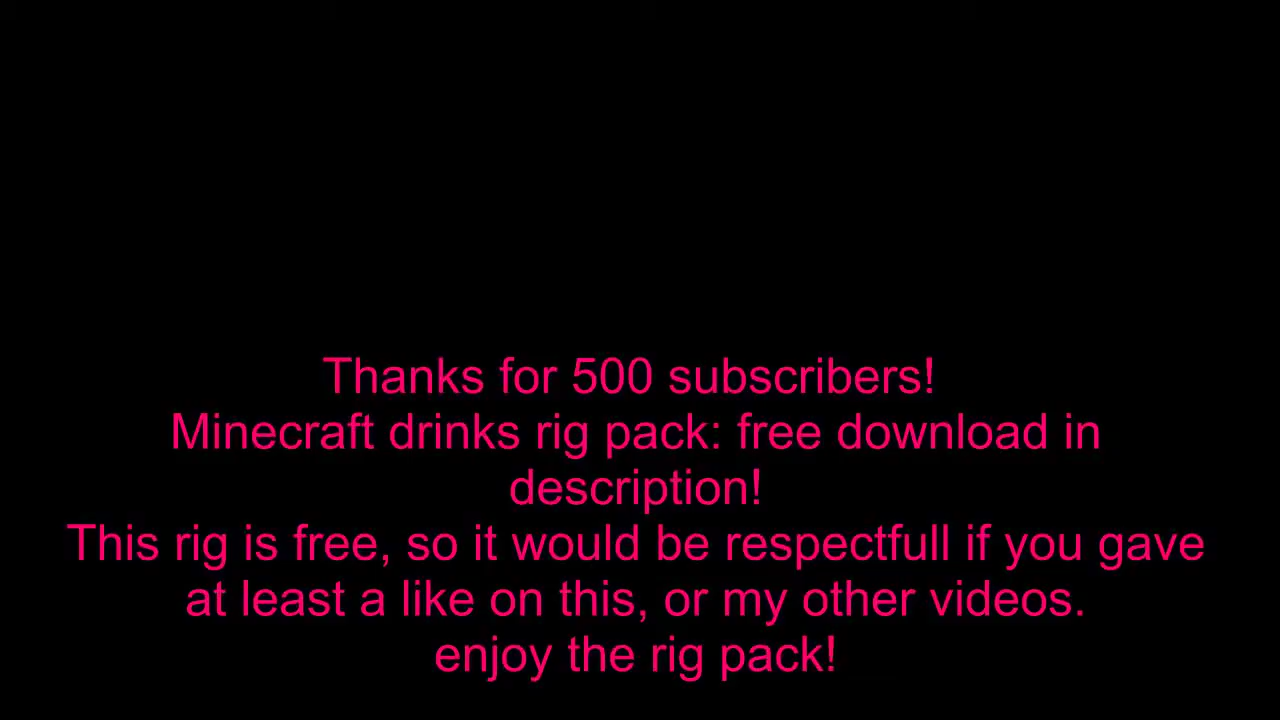 Thanks for 500 subscribers!
Minecraft drinks rig pack: free download in
description!
This rig is free, so it would be respectfull if you gave
at least a like on this, or my other videos.
enjoy the rig pack!